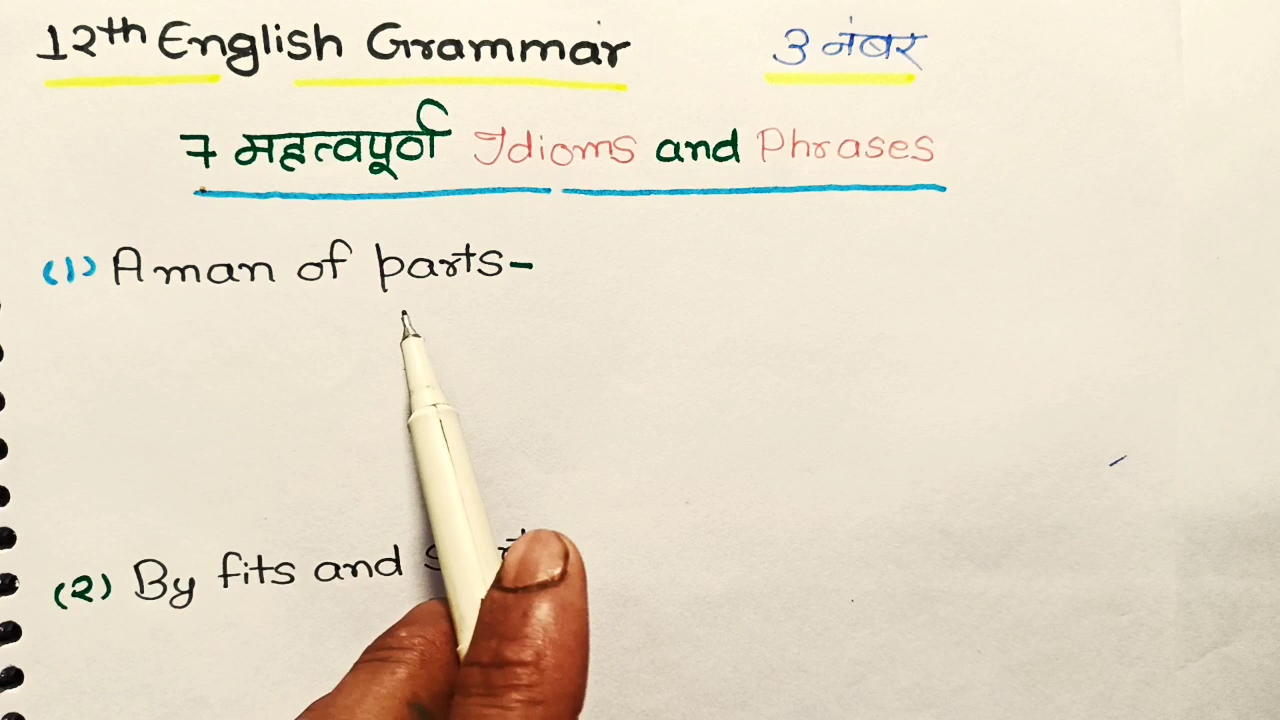 12th English Grammar 3 नंबर
7 महत्वपूर्ण Idioms and Phrases
(1) A man of parts-
(2) By fits and